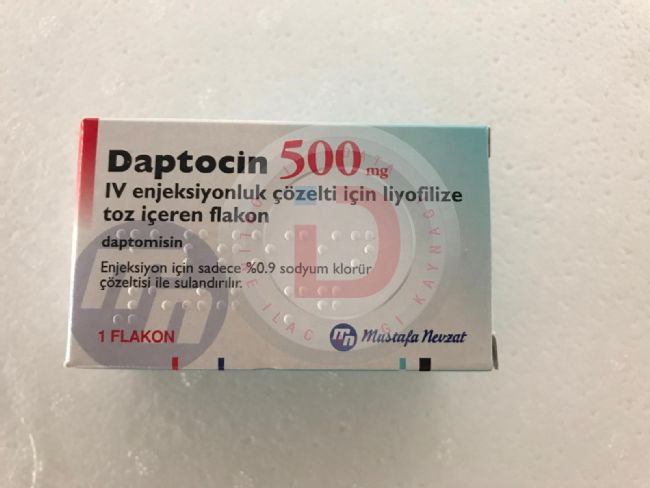 Daptocin 500 mg
IV enjeksiyonluk çözelti için liyofilize
toz içeren flakon
daptomisin
Enjeksiyon için sadece %0.9 sodyum klorür
çözeltisi ile sulandırılır.
1 FLAKON
Mustafa Nevzat